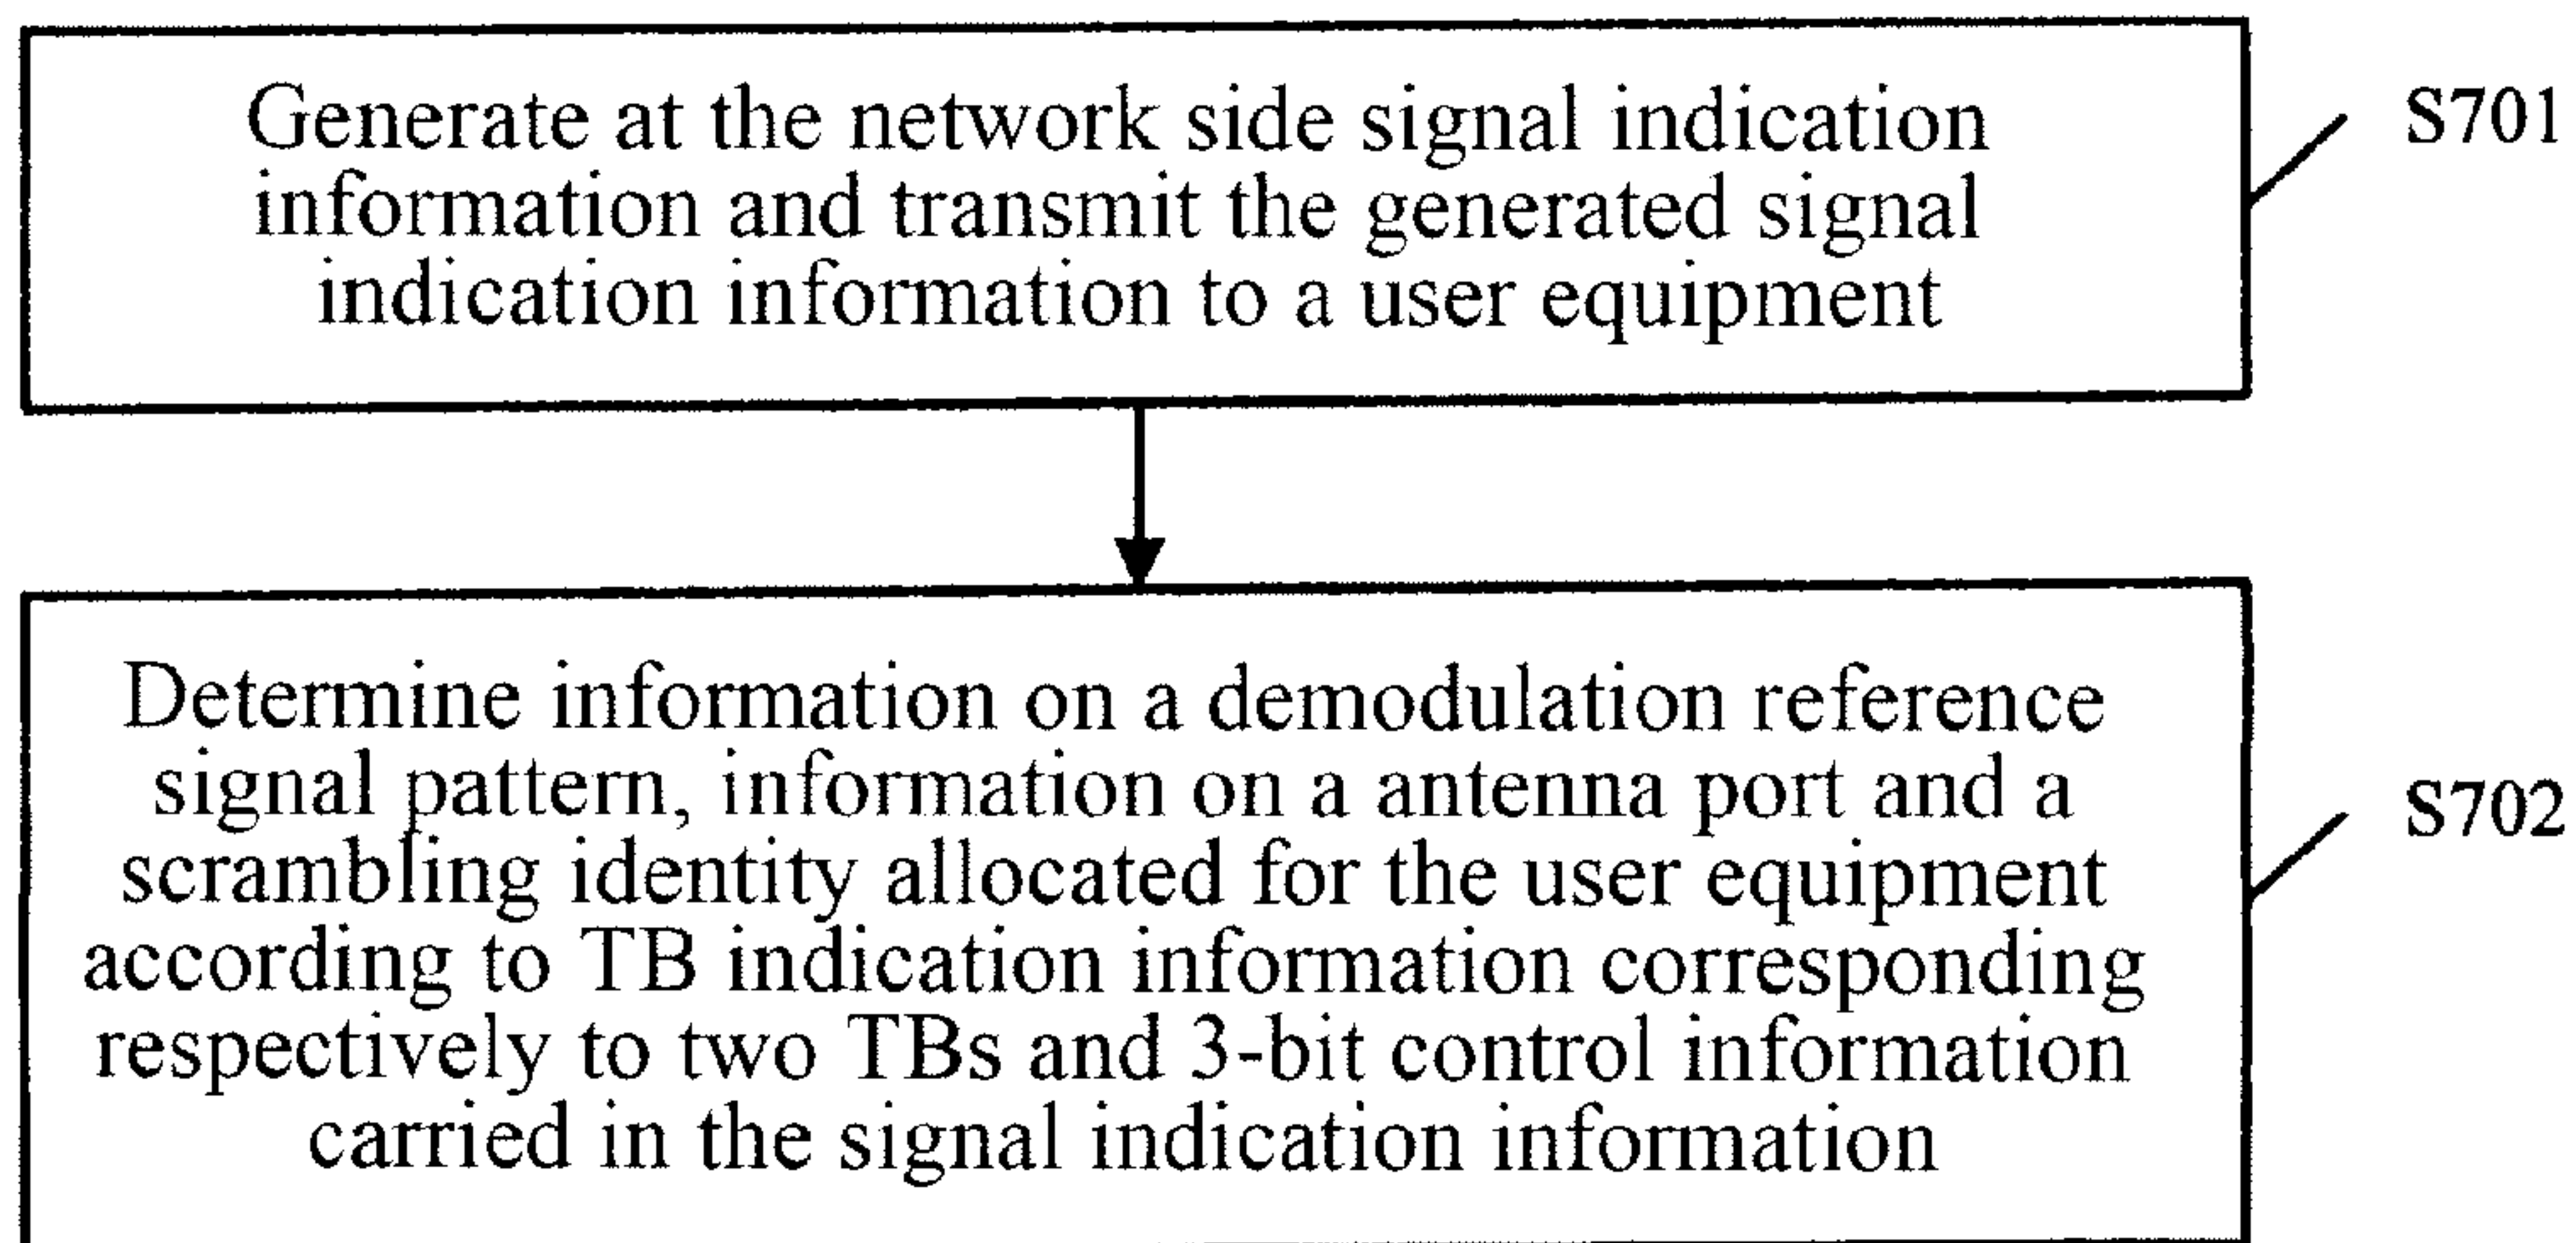 Generate at the network side signal indication
information and transmit the generated signal
indication information to a user equipment
S701
Determine information on a demodulation reference
signal pattern, information on a antenna port and a
scrambling identity allocated for the user equipment
according to TB indication information corresponding
respectively to two TBs and 3-bit control information
carried in the signal indication information
S702